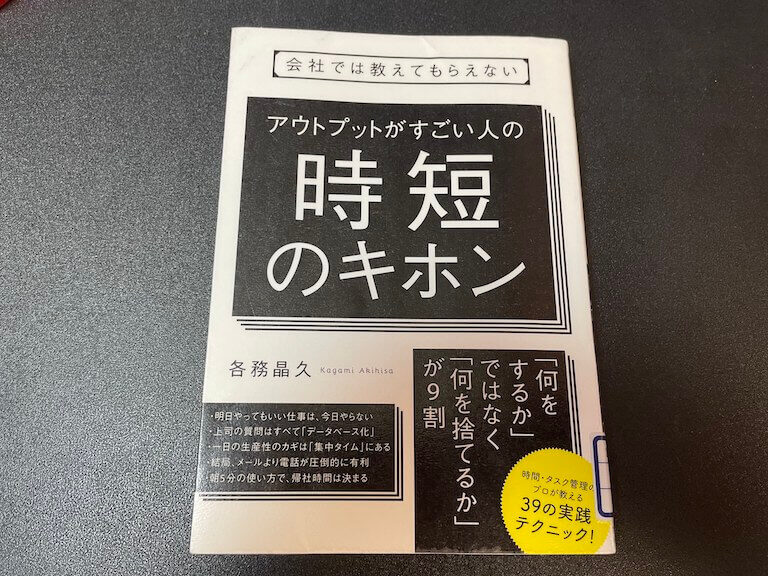 会社では教えてもらえない
アウトプットがすごい人の
時短
のキホン
各務晶久 Kagami Akihisa
「何を
するか」
ではなく
「何を捨てるか」
が9割
・明日やってもいい仕事は、今日やらない
・上司の質問はすべて「データベース化」
・一日の生産性のカギは「集中タイム」にある
・結局、メールより電話が圧倒的に有利
・朝5分の使い方で、帰社時間は決まる
時間・タスク管理の
プロが教える
39の実践
テクニック!